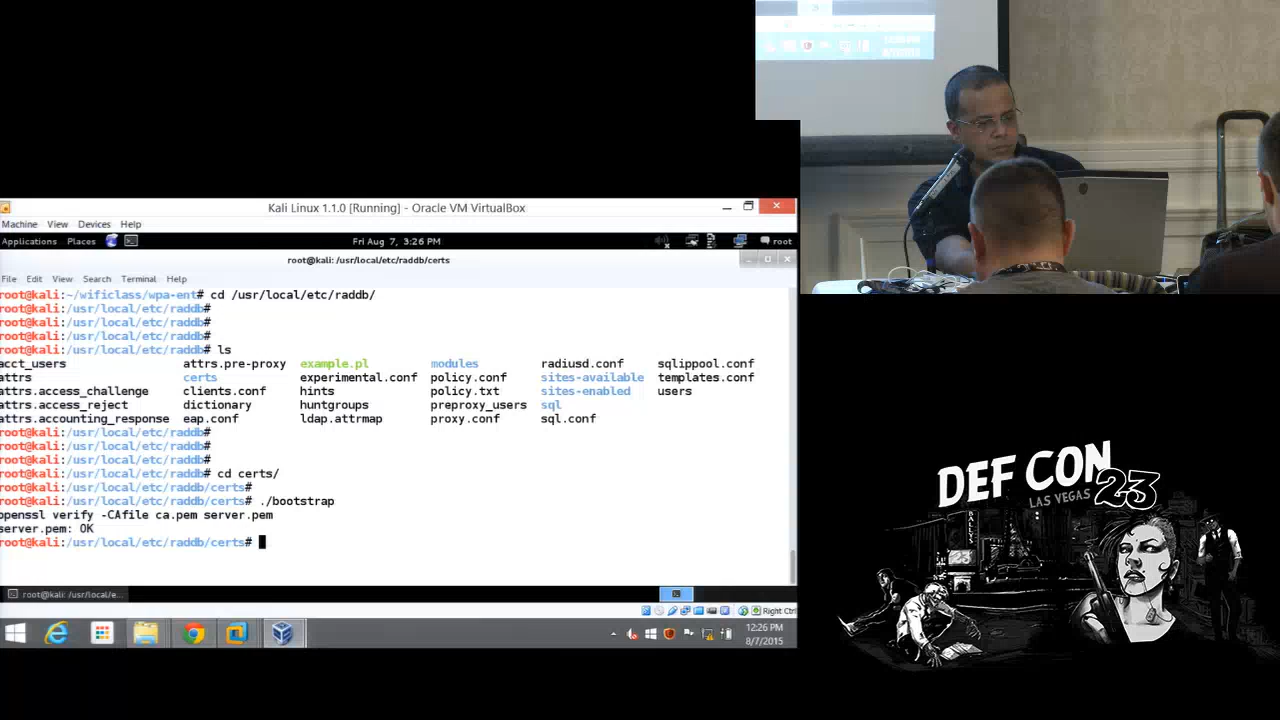 Kali Linux 1.1.0 [Running] - Oracle VM VirtualBox
Machine View Devices Help
Applications Places Fri Aug 7, 3:26 PM root
root@kali: /usr/local/etc/raddb/certs
File Edit View Search Terminal Help
root@kali:~/wificlass/wpa-ent# cd /usr/local/etc/raddb/
root@kali:/usr/local/etc/raddb#
root@kali:/usr/local/etc/raddb#
root@kali:/usr/local/etc/raddb#
root@kali:/usr/local/etc/raddb# ls
acct_users attrs.pre-proxy example.pl modules radiusd.conf sqlippool.conf
attrs certs experimental.conf policy.conf sites-available templates.conf
attrs.access_challenge clients.conf hints policy.txt sites-enabled users
attrs.access_reject dictionary huntgroups preproxy_users sql
attrs.accounting_response eap.conf ldap.attrmap proxy.conf sql.conf
root@kali:/usr/local/etc/raddb#
root@kali:/usr/local/etc/raddb#
root@kali:/usr/local/etc/raddb#
root@kali:/usr/local/etc/raddb# cd certs/
root@kali:/usr/local/etc/raddb/certs#
root@kali:/usr/local/etc/raddb/certs# ./bootstrap
openssl verify -CAfile ca.pem server.pem
server.pem: OK
root@kali:/usr/local/etc/raddb/certs#
root@kali: /usr/local/e...
Right Ctrl
12:26 PM
8/7/2015
DEF CON
LAS VEGAS 23
BALLYS
23